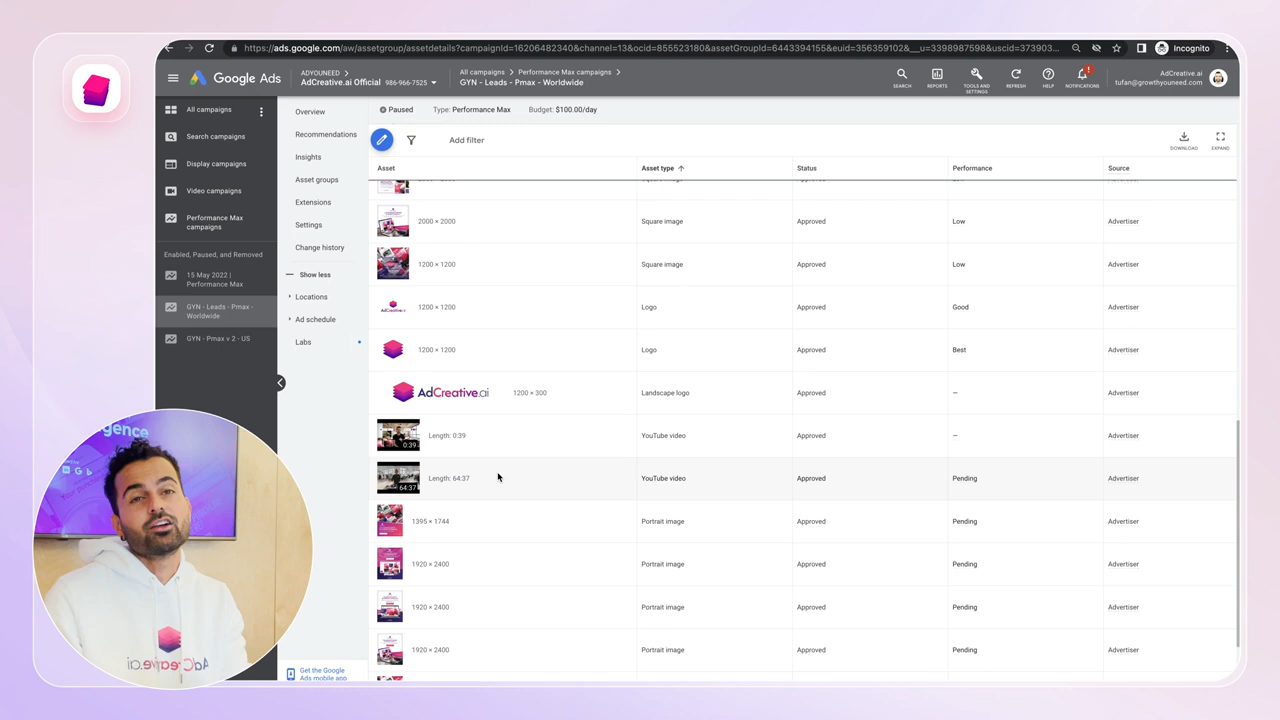 https://ads.google.com/aw/assetgroup/assetdetails?campaignId=16206482340&channel=13&ocid=855523180&assetGroupId=6443394155&euid=356359102&__u=3398987598&uscid=373903...
Incognito
Google Ads
ADYOUNEED
AdCreative.ai Official 986-966-7525
All campaigns > Performance Max campaigns >
GYN - Leads - Pmax - Worldwide
SEARCH
REPORTS
TOOLS AND SETTINGS
REFRESH
HELP
!
NOTIFICATIONS
AdCreative.ai
tufan@growthyouneed.com
All campaigns
Search campaigns
Display campaigns
Video campaigns
Performance Max
campaigns
Enabled, Paused, and Removed
15 May 2022 |
Performance Max
GYN - Leads - Pmax -
Worldwide
GYN - Pmax v 2 - US
Overview
Recommendations
Insights
Asset groups
Extensions
Settings
Change history
Show less
Locations
Ad schedule
Labs
Get the Google
Ads mobile app
Paused Type: Performance Max Budget: $100.00/day
Add filter
DOWNLOAD
EXPAND
Asset Asset type Status Performance Source
2000 × 2000 Square image Approved Low Advertiser
1200 × 1200 Square image Approved Low Advertiser
AdCreative.ai 1200 × 1200 Logo Approved Good Advertiser
1200 × 1200 Logo Approved Best Advertiser
AdCreative.ai 1200 × 300 Landscape logo Approved — Advertiser
0:39 Length: 0:39 YouTube video Approved — Advertiser
64:37 Length: 64:37 YouTube video Approved Pending Advertiser
1395 × 1744 Portrait image Approved Pending Advertiser
1920 × 2400 Portrait image Approved Pending Advertiser
1920 × 2400 Portrait image Approved Pending Advertiser
1920 × 2400 Portrait image Approved Pending Advertiser
gence
AdCreative.ai